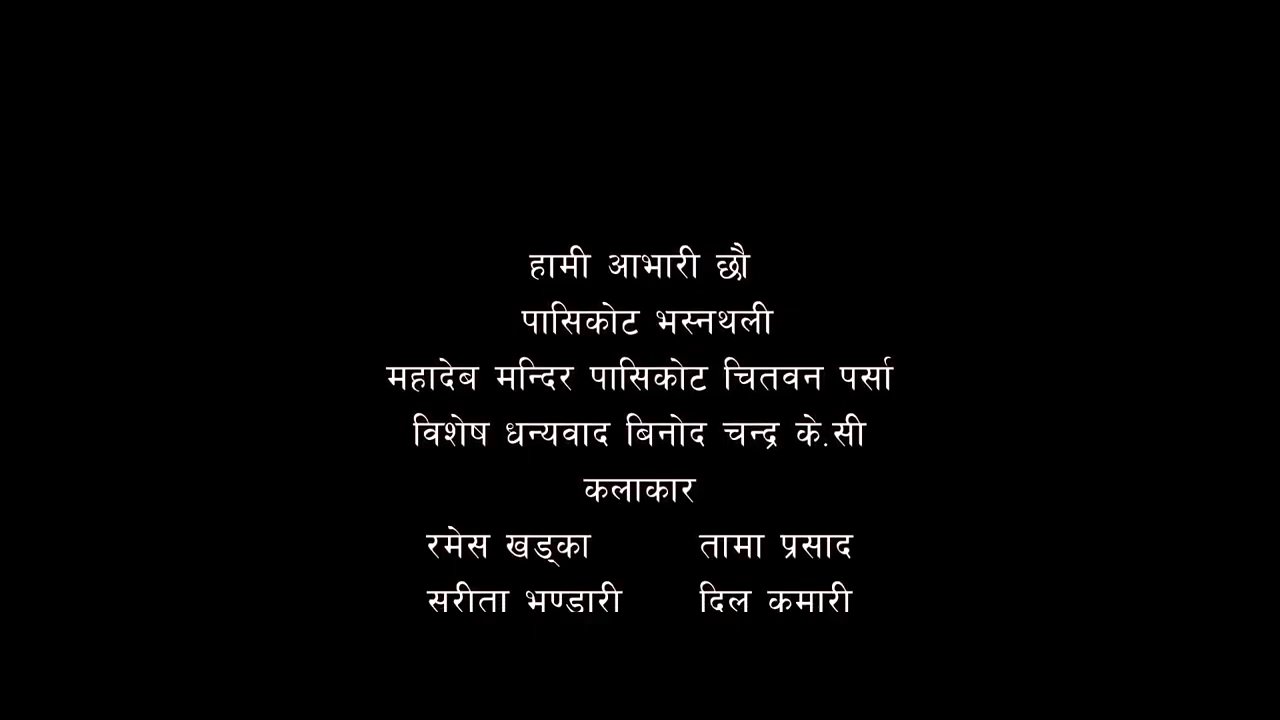 हामी आभारी छौ
पासिकोट भस्नथली
महादेब मन्दिर पासिकोट चितवन पर्सा
विशेष धन्यवाद बिनोद चन्द्र के.सी
कलाकार
रमेस खड्का तामा प्रसाद
सरीता भण्डारी दिल कमारी